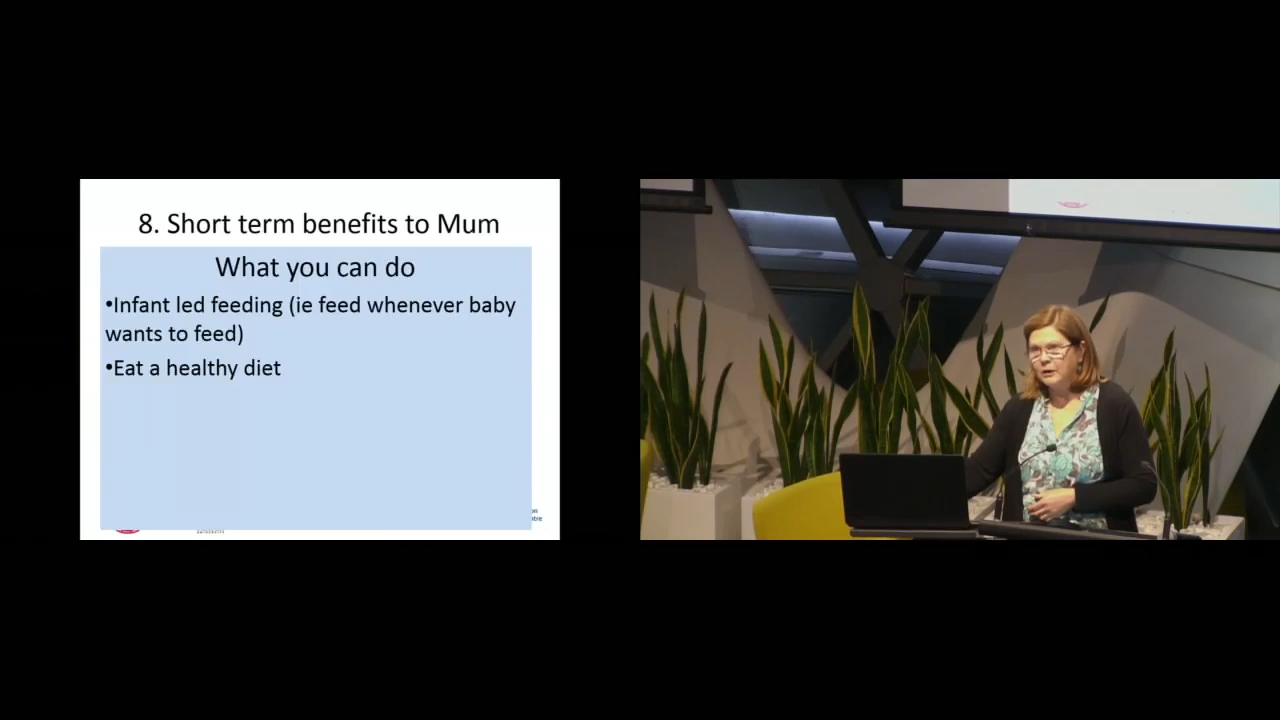 8. Short term benefits to Mum
What you can do
•Infant led feeding (ie feed whenever baby
wants to feed)
•Eat a healthy diet